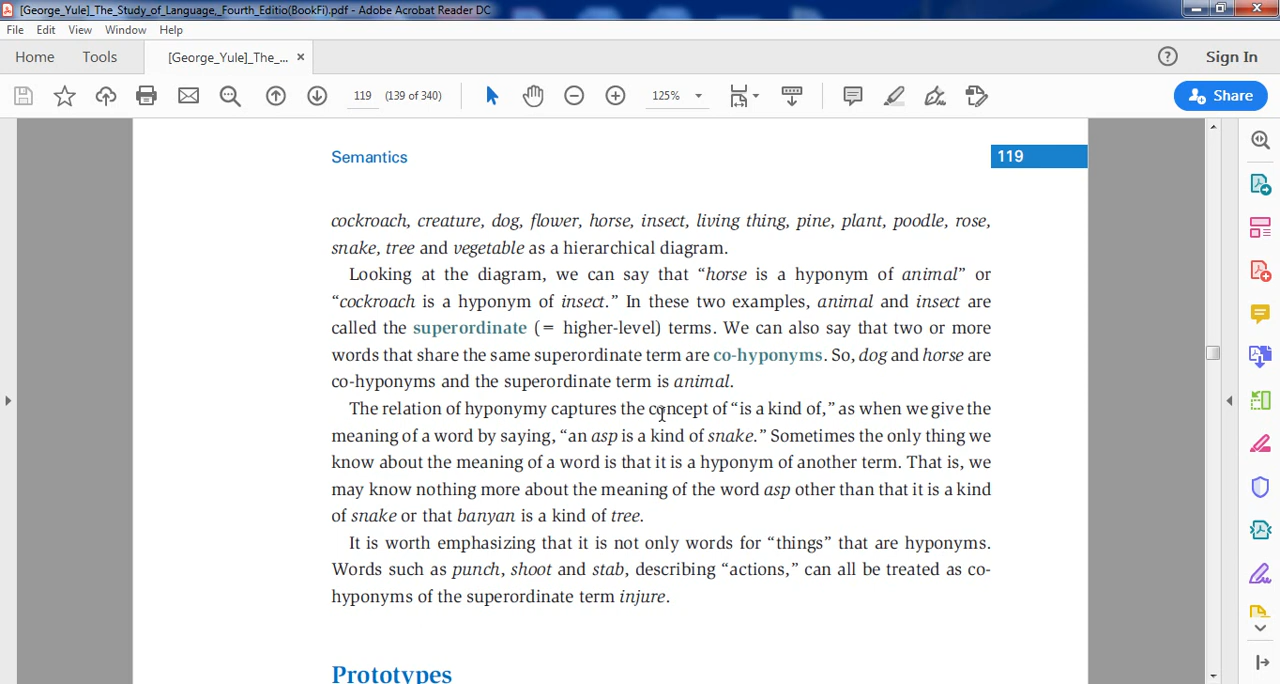 [George_Yule]_The_Study_of_Language,_Fourth_Editio(BookFi).pdf - Adobe Acrobat Reader DC
File Edit View Window Help
Home Tools [George_Yule]_The_... × ? Sign In
119 (139 of 340) 125% Share
Semantics 119
cockroach, creature, dog, flower, horse, insect, living thing, pine, plant, poodle, rose,
snake, tree and vegetable as a hierarchical diagram.
Looking at the diagram, we can say that “horse is a hyponym of animal” or
“cockroach is a hyponym of insect.” In these two examples, animal and insect are
called the superordinate (= higher-level) terms. We can also say that two or more
words that share the same superordinate term are co-hyponyms. So, dog and horse are
co-hyponyms and the superordinate term is animal.
The relation of hyponymy captures the concept of “is a kind of,” as when we give the
meaning of a word by saying, “an asp is a kind of snake.” Sometimes the only thing we
know about the meaning of a word is that it is a hyponym of another term. That is, we
may know nothing more about the meaning of the word asp other than that it is a kind
of snake or that banyan is a kind of tree.
It is worth emphasizing that it is not only words for “things” that are hyponyms.
Words such as punch, shoot and stab, describing “actions,” can all be treated as co-
hyponyms of the superordinate term injure.
Prototypes